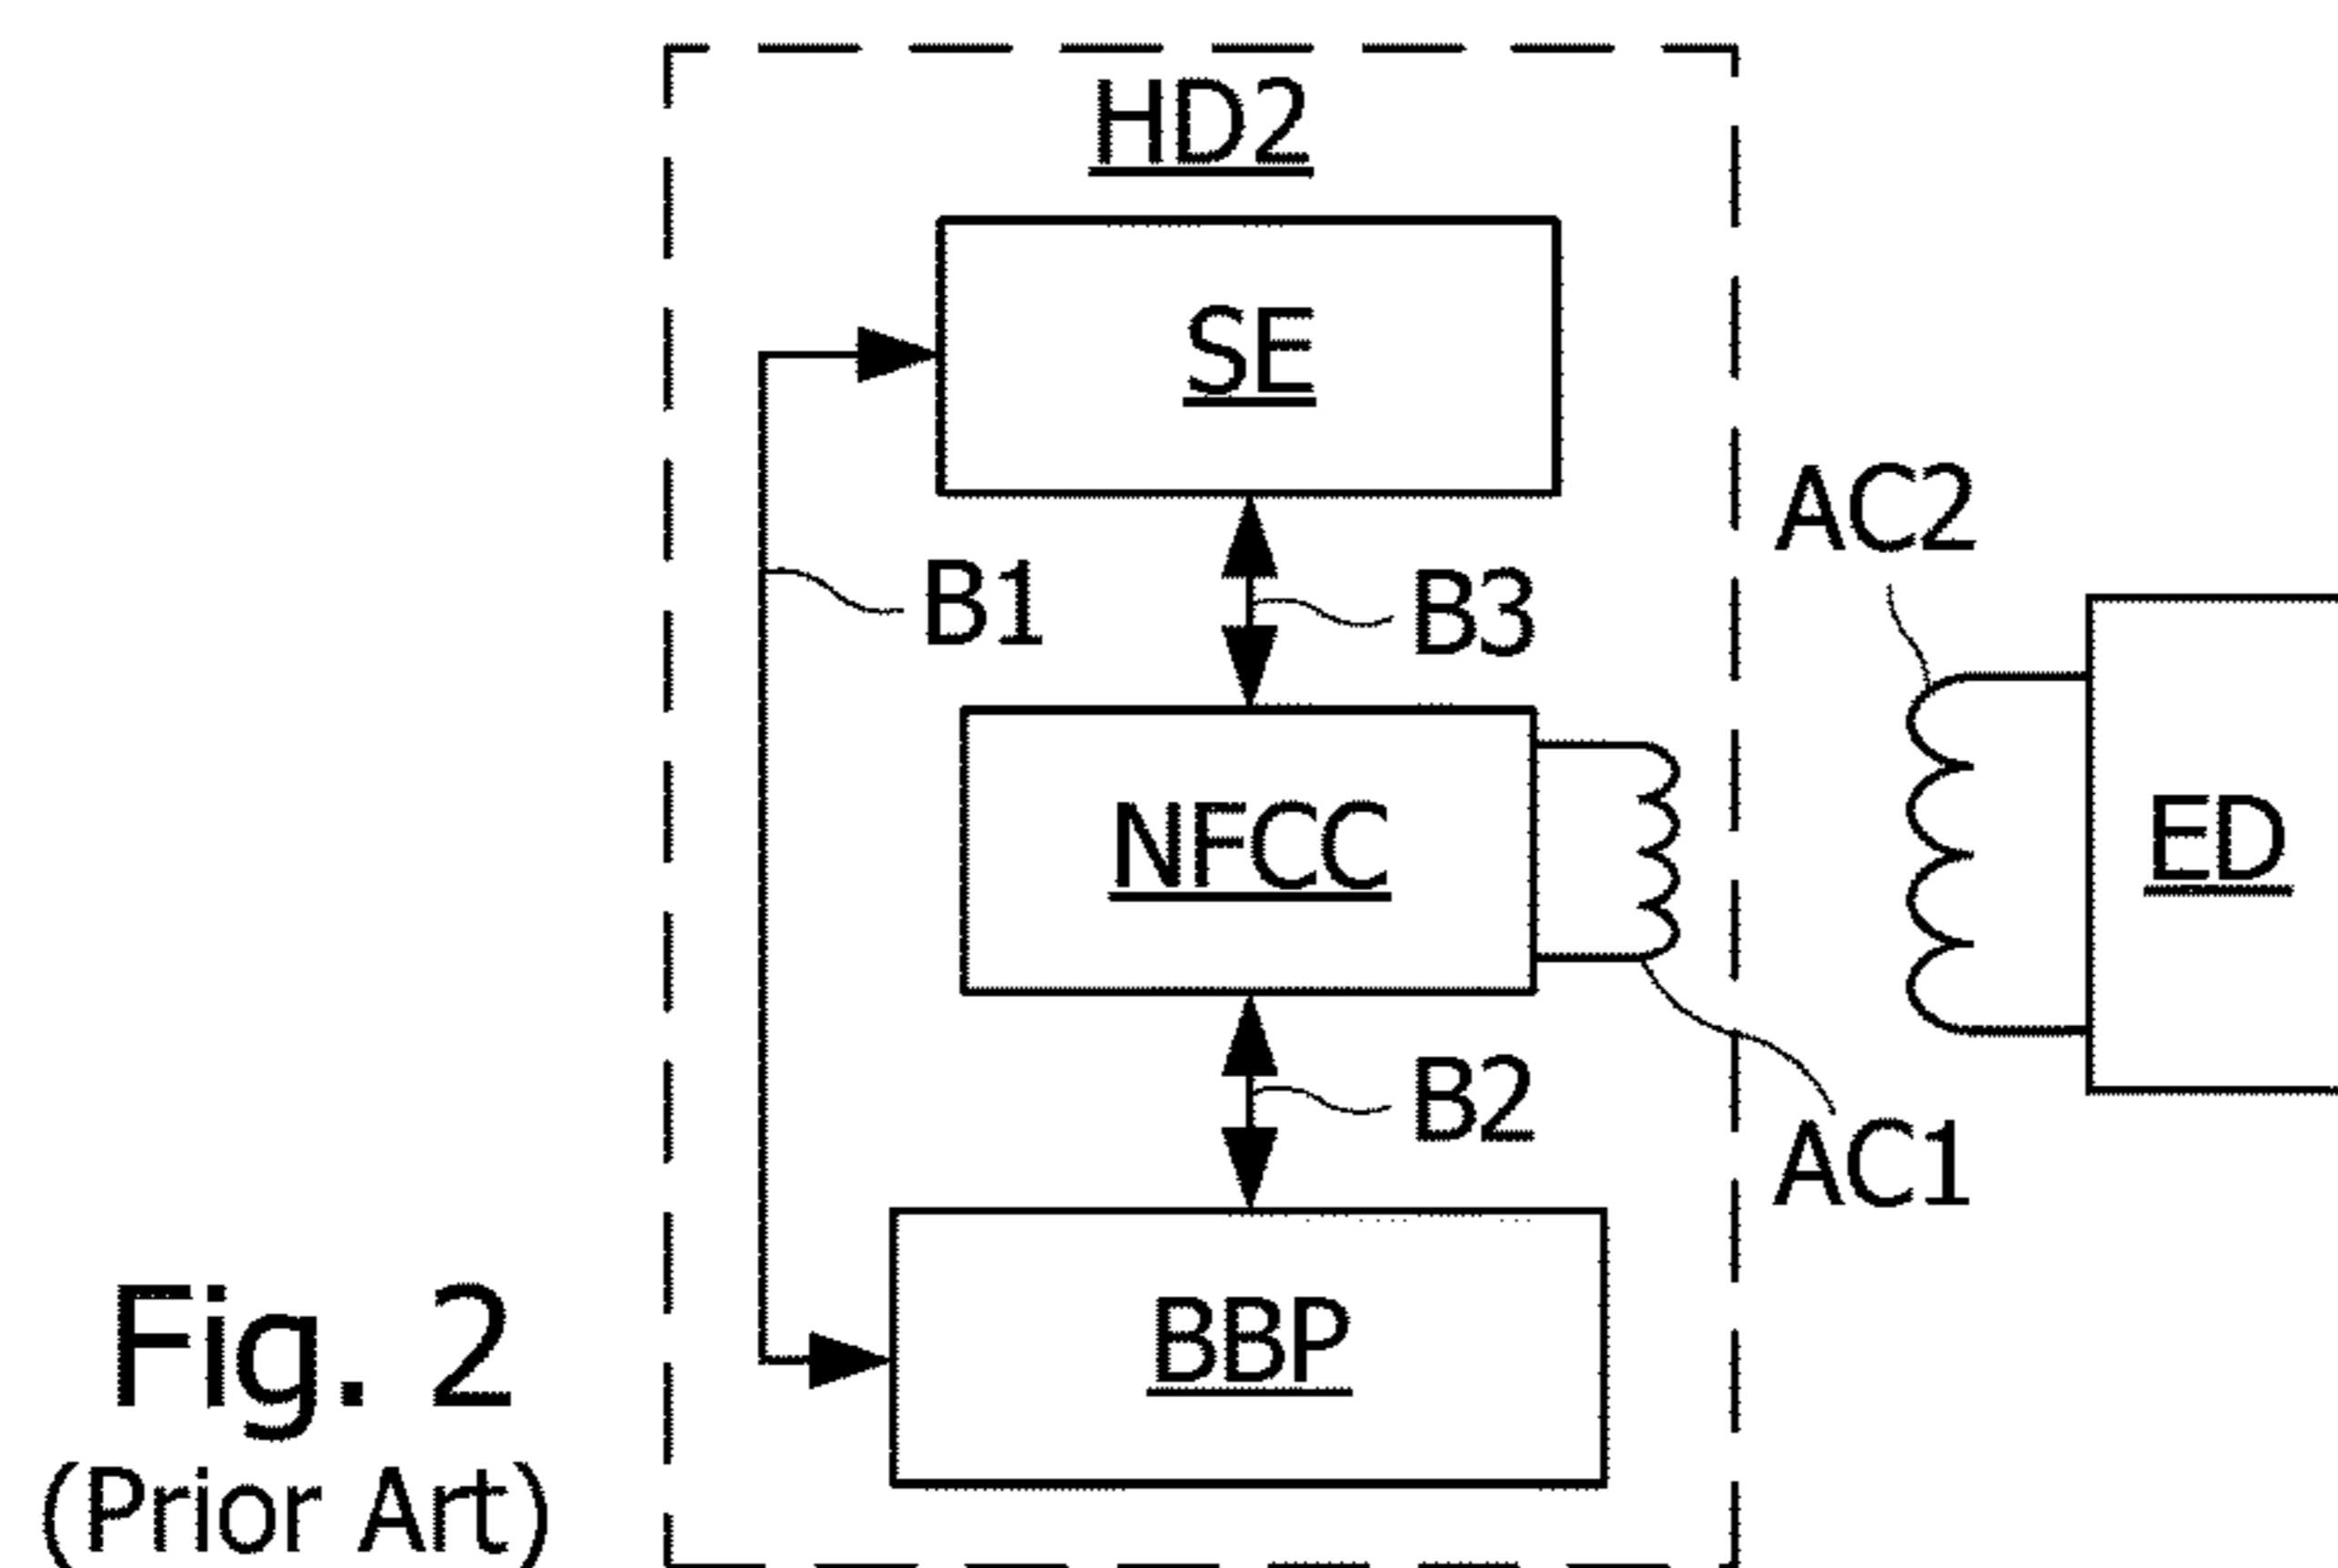 HD2
SE
AC2
B1
B3
NFCC
ED
B2
AC1
BBP
Fig. 2
(Prior Art)